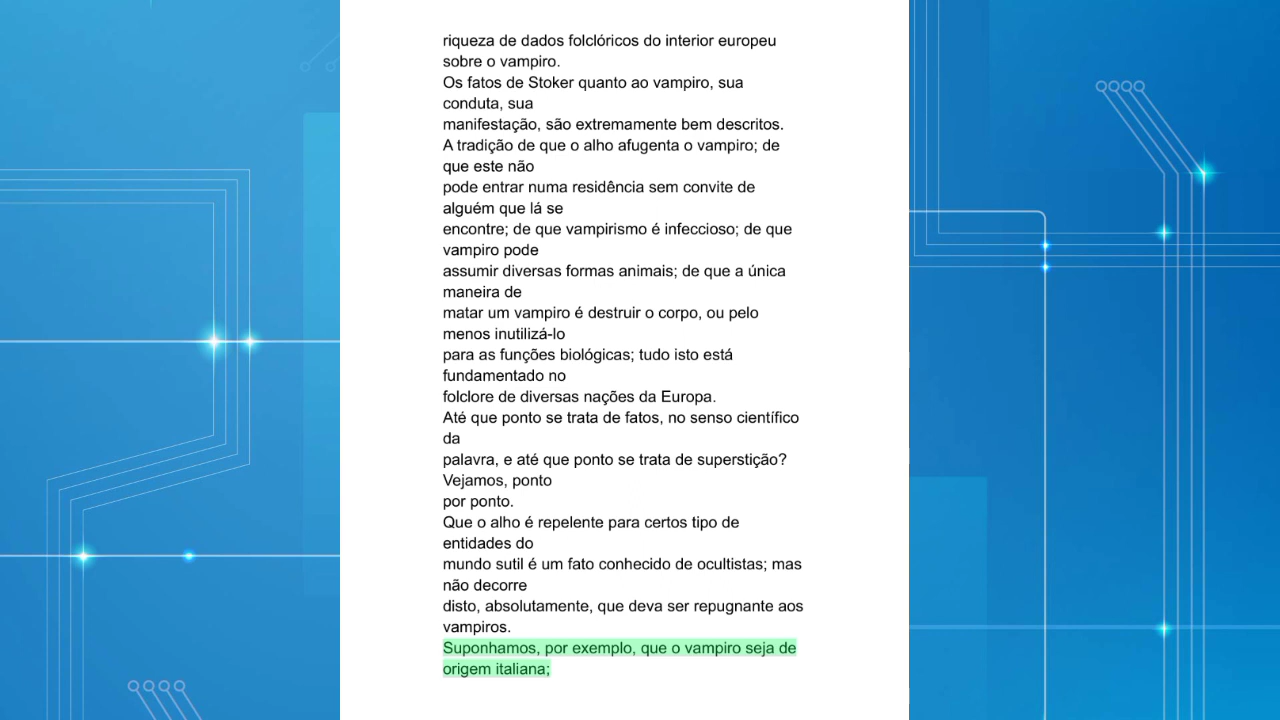 riqueza de dados folclóricos do interior europeu
sobre o vampiro.
Os fatos de Stoker quanto ao vampiro, sua
conduta, sua
manifestação, são extremamente bem descritos.
A tradição de que o alho afugenta o vampiro; de
que este não
pode entrar numa residência sem convite de
alguém que lá se
encontre; de que vampirismo é infeccioso; de que
vampiro pode
assumir diversas formas animais; de que a única
maneira de
matar um vampiro é destruir o corpo, ou pelo
menos inutilizá-lo
para as funções biológicas; tudo isto está
fundamentado no
folclore de diversas nações da Europa.
Até que ponto se trata de fatos, no senso científico
da
palavra, e até que ponto se trata de superstição?
Vejamos, ponto
por ponto.
Que o alho é repelente para certos tipo de
entidades do
mundo sutil é um fato conhecido de ocultistas; mas
não decorre
disto, absolutamente, que deva ser repugnante aos
vampiros.
Suponhamos, por exemplo, que o vampiro seja de
origem italiana;